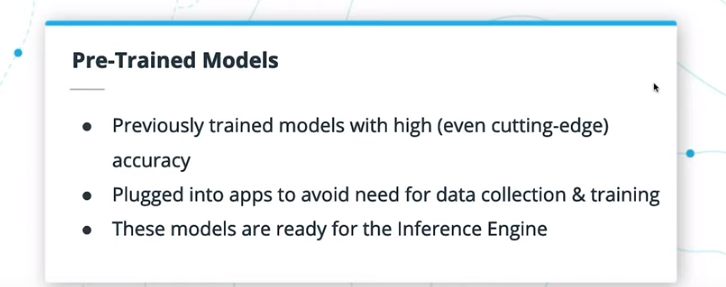 Pre-Trained Models
● Previously trained models with high (even cutting-edge)
accuracy
● Plugged into apps to avoid need for data collection & training
● These models are ready for the Inference Engine